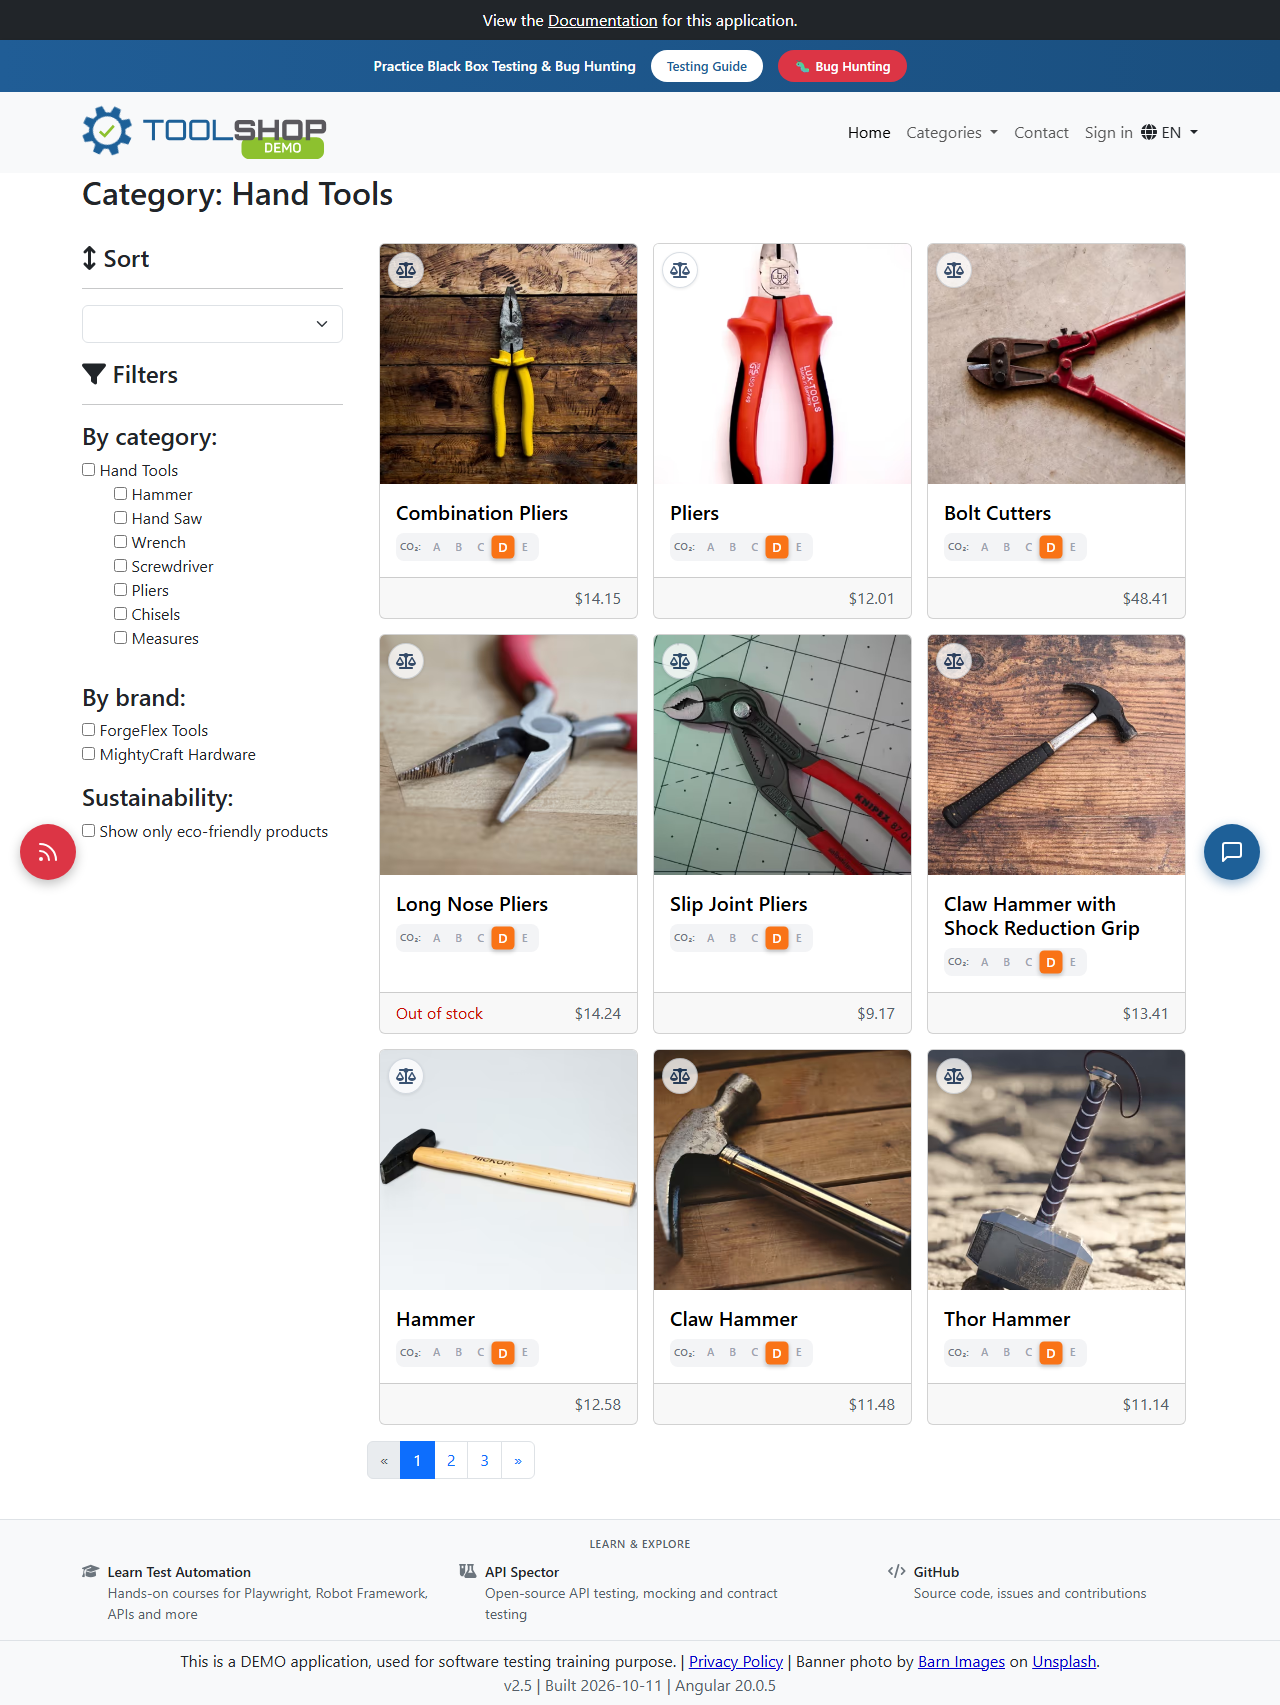 View the Documentation for this application.
Practice Black Box Testing & Bug Hunting
Testing Guide
Bug Hunting
TOOLSHOP
DEMO
Home
Categories
Contact
Sign in
EN
Category: Hand Tools
Sort
Filters
By category:
Hand Tools
Hammer
Hand Saw
Wrench
Screwdriver
Pliers
Chisels
Measures
By brand:
ForgeFlex Tools
MightyCraft Hardware
Sustainability:
Show only eco-friendly products
Combination Pliers
CO₂: A B C D E
$14.15
LUX
LUX-TOOLS
Pliers
CO₂: A B C D E
$12.01
Bolt Cutters
CO₂: A B C D E
$48.41
Long Nose Pliers
CO₂: A B C D E
Out of stock $14.24
KNIPEX
Slip Joint Pliers
CO₂: A B C D E
$9.17
Claw Hammer with
Shock Reduction Grip
CO₂: A B C D E
$13.41
Hammer
CO₂: A B C D E
$12.58
Claw Hammer
CO₂: A B C D E
$11.48
Thor Hammer
CO₂: A B C D E
$11.14
« 1 2 3 »
LEARN & EXPLORE
Learn Test Automation
Hands-on courses for Playwright, Robot Framework,
APIs and more
API Spector
Open-source API testing, mocking and contract
testing
GitHub
Source code, issues and contributions
This is a DEMO application, used for software testing training purpose. | Privacy Policy | Banner photo by Barn Images on Unsplash.
v2.5 | Built 2026-10-11 | Angular 20.0.5